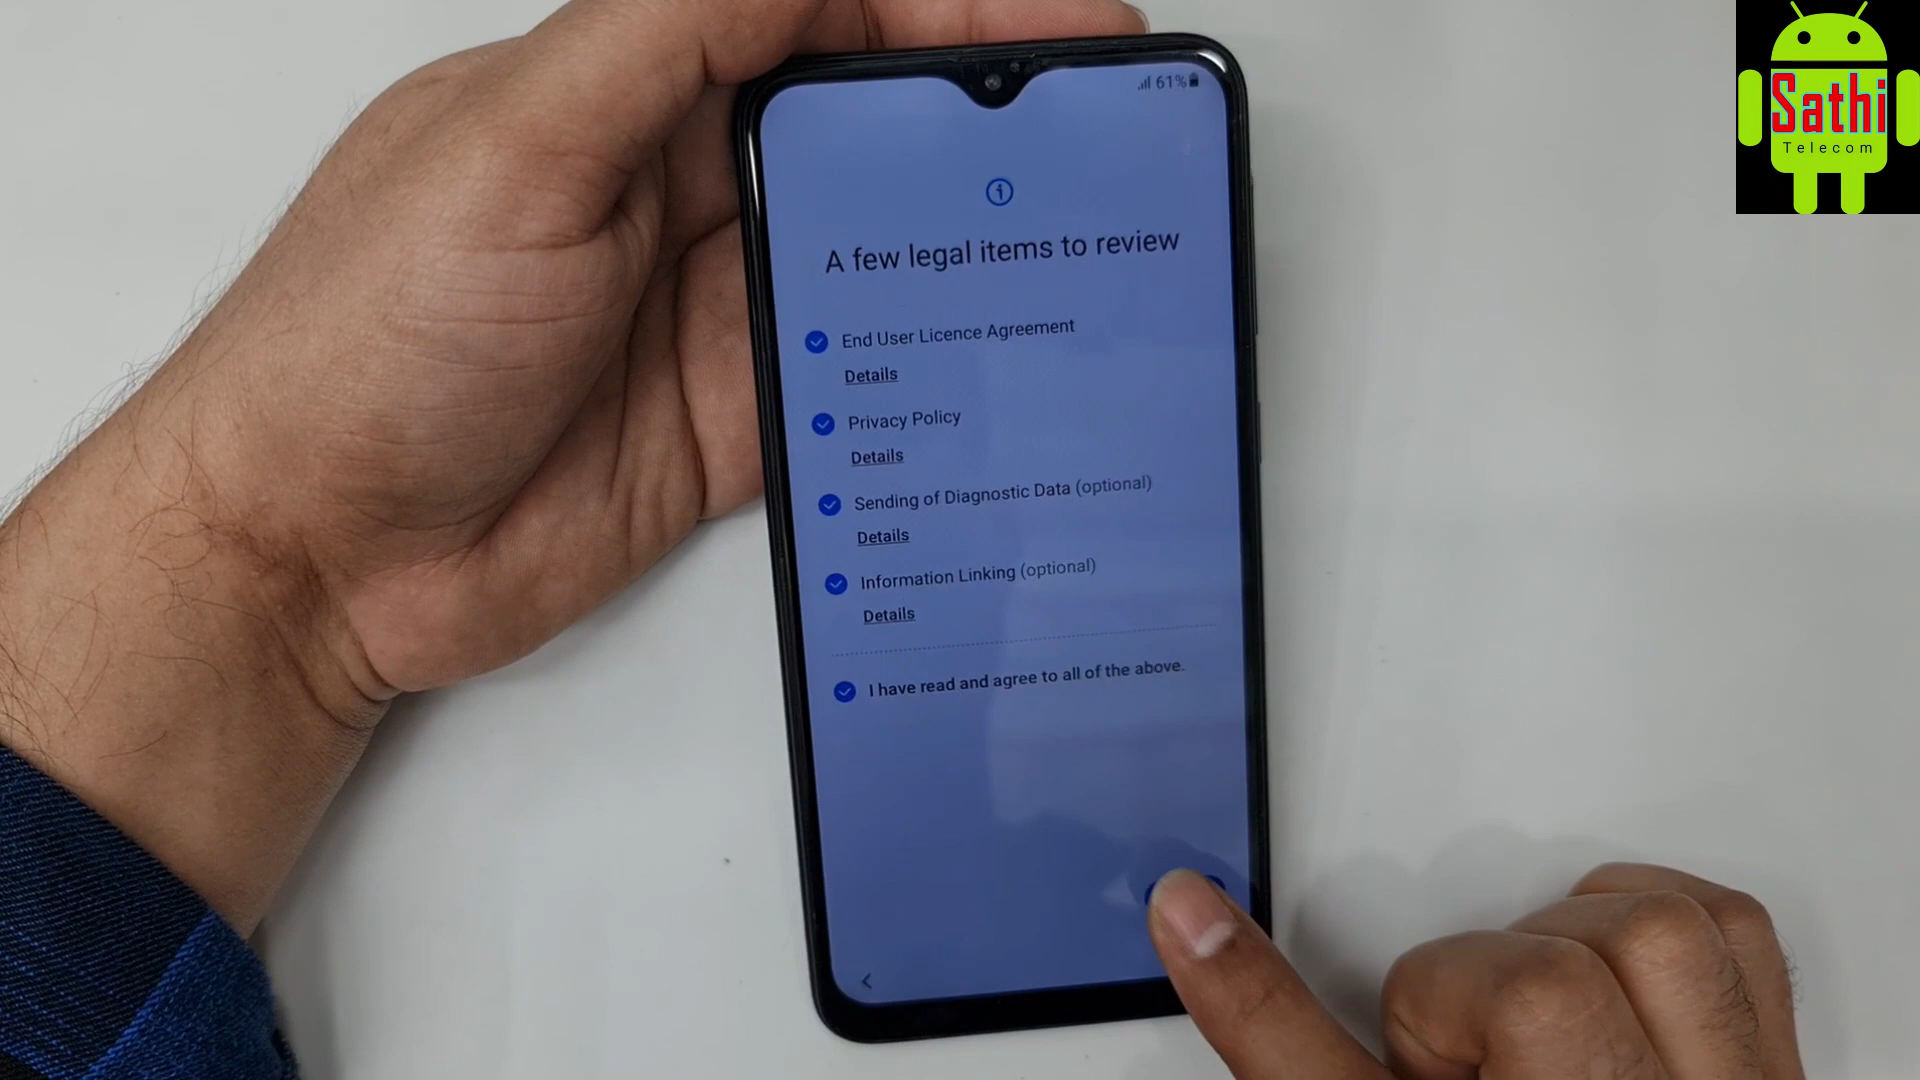 Sathi
Telecom
61%
A few legal items to review
End User Licence Agreement
Details
Privacy Policy
Details
Sending of Diagnostic Data (optional)
Details
Information Linking (optional)
Details
I have read and agree to all of the above.